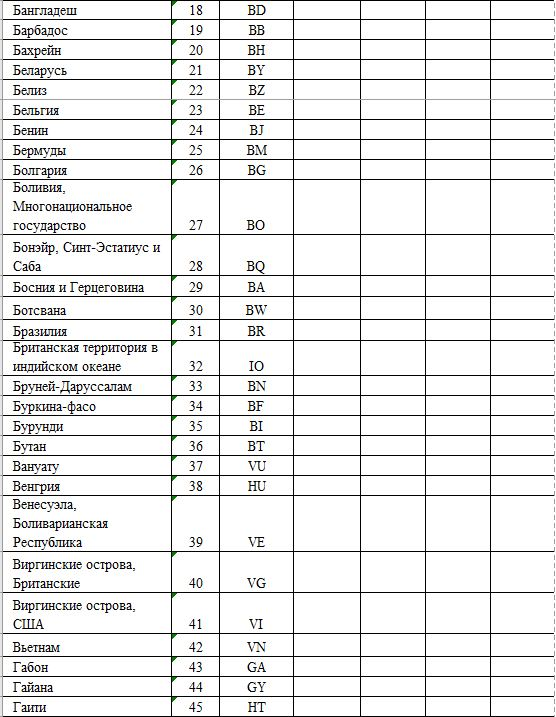 Бангладеш 18 BD
Барбадос 19 BB
Бахрейн 20 BH
Беларусь 21 BY
Белиз 22 BZ
Бельгия 23 BE
Бенин 24 BJ
Бермуды 25 BM
Болгария 26 BG
Боливия,
Многонациональное
государство 27 BO
Бонэйр, Синт-Эстатиус и
Саба 28 BQ
Босния и Герцеговина 29 BA
Ботсвана 30 BW
Бразилия 31 BR
Британская территория в
индийском океане 32 IO
Бруней-Даруссалам 33 BN
Буркина-фасо 34 BF
Бурунди 35 BI
Бутан 36 BT
Вануату 37 VU
Венгрия 38 HU
Венесуэла,
Боливарианская
Республика 39 VE
Виргинские острова,
Британские 40 VG
Виргинские острова,
США 41 VI
Вьетнам 42 VN
Габон 43 GA
Гайана 44 GY
Гаити 45 HT